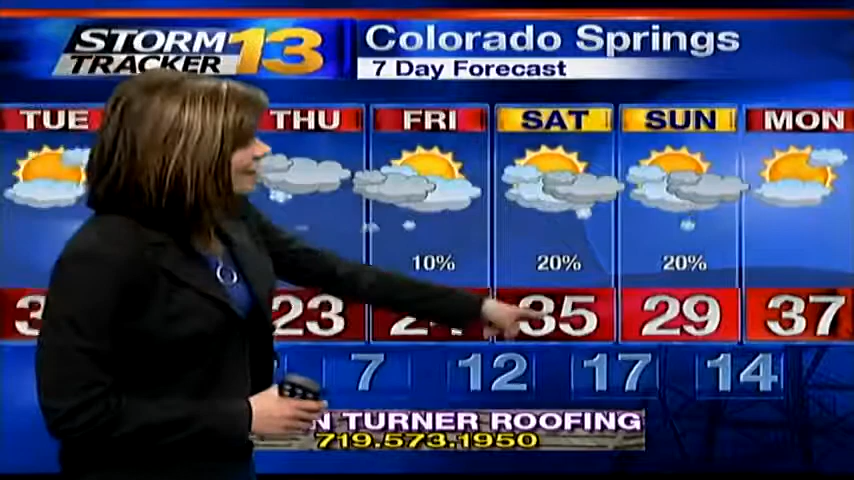 STORM 13
TRACKER
Colorado Springs
7 Day Forecast
TUE THU FRI SAT SUN MON
10% 20% 20%
23 35 29 37
7 12 17 14
TURNER ROOFING
719.573.1950